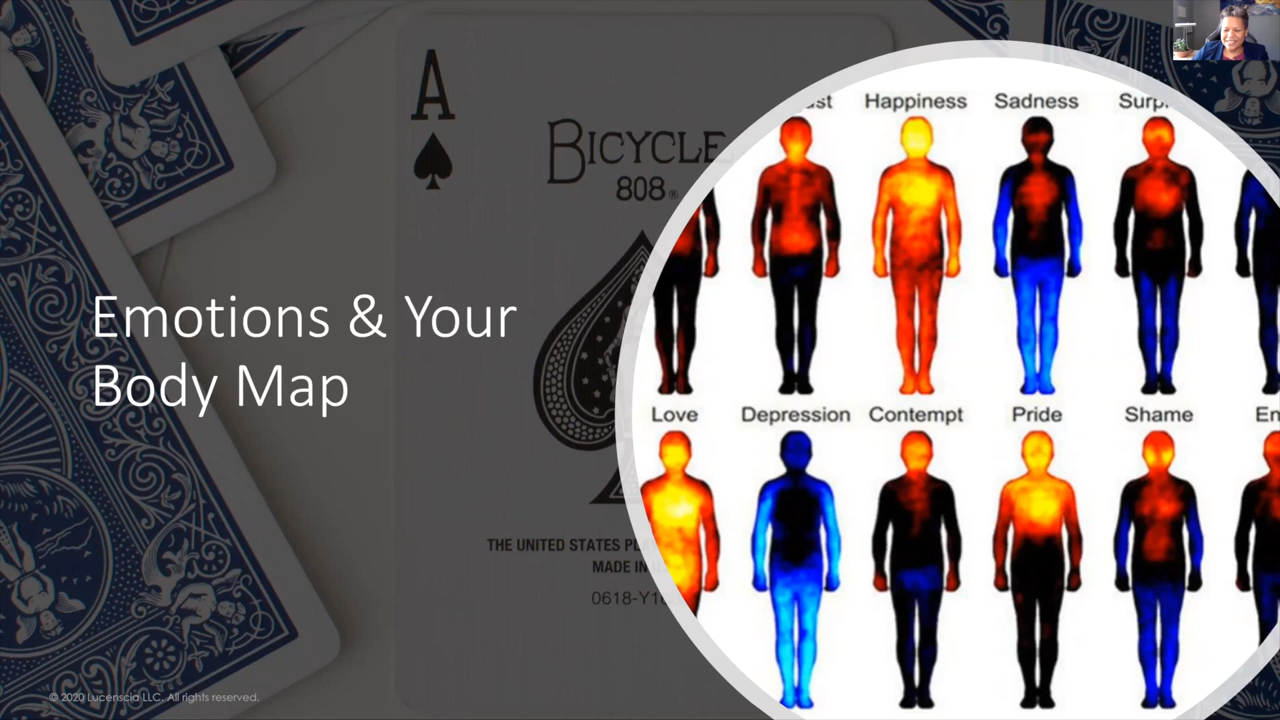 A
BICYCLE
808®
Happiness
Sadness
Emotions & Your
Body Map
Love
Depression
Contempt
Pride
Shame
THE UNITED STATES
MADE IN
© 2020 Lucenscia LLC. All rights reserved.